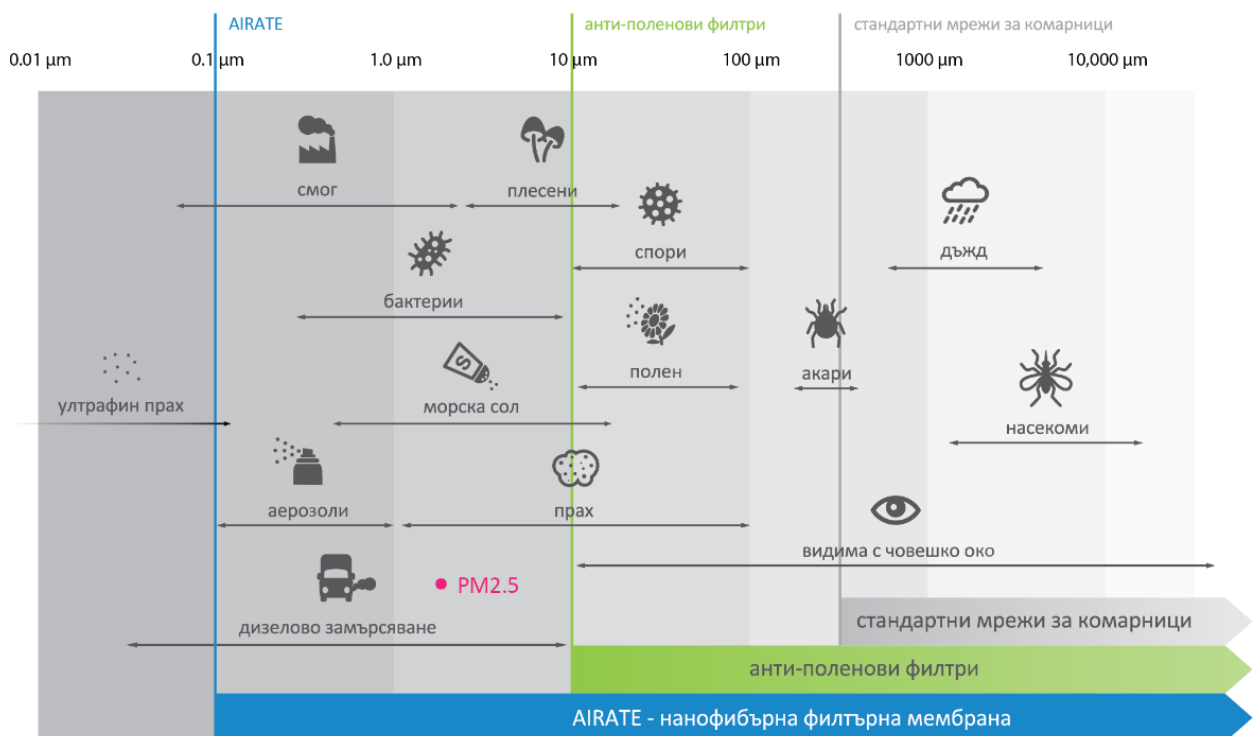 AIRATE
анти-поленови филтри
стандартни мрежи за комарници
0.01 μm
0.1 μm
1.0 μm
10 μm
100 μm
1000 μm
10,000 μm
смог
плесени
спори
дъжд
бактерии
полен
акари
ултрафин прах
морска сол
насекоми
аерозоли
прах
видима с човешко око
PM2.5
дизелово замърсяване
стандартни мрежи за комарници
анти-поленови филтри
AIRATE - нанофибърна филтърна мембрана
S